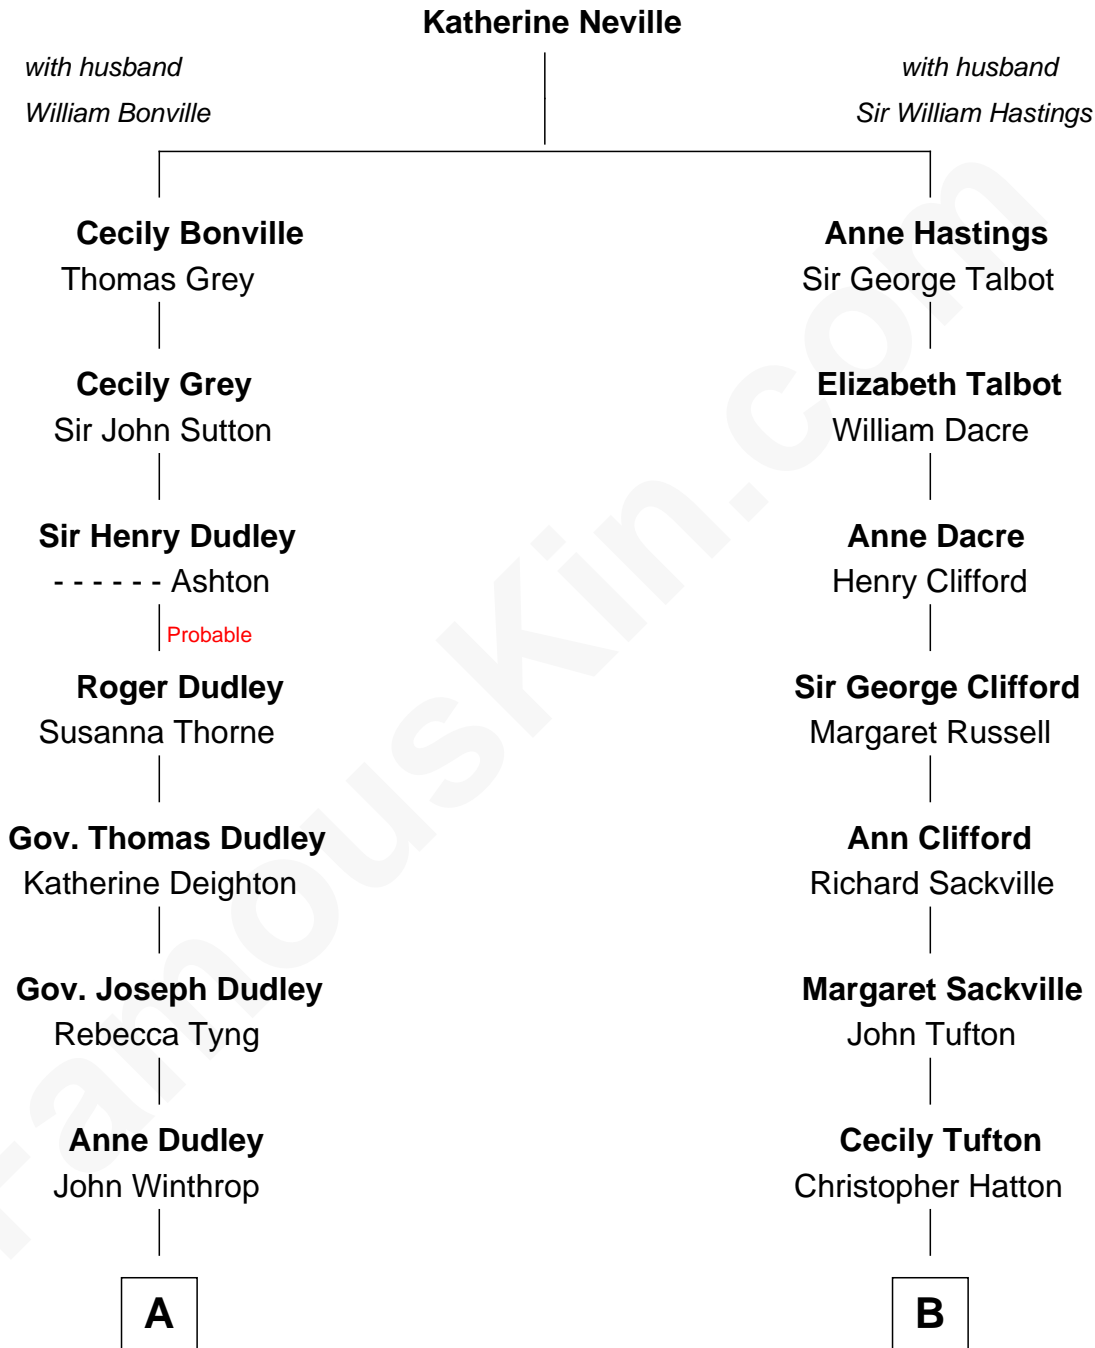 Katherine Neville
with husband
William Bonville
with husband
Sir William Hastings
Cecily Bonville
Thomas Grey
Anne Hastings
Sir George Talbot
Cecily Grey
Sir John Sutton
Elizabeth Talbot
William Dacre
Sir Henry Dudley
- - - - - - Ashton
Probable
Anne Dacre
Henry Clifford
Roger Dudley
Susanna Thorne
Sir George Clifford
Margaret Russell
Gov. Thomas Dudley
Katherine Deighton
Ann Clifford
Richard Sackville
Gov. Joseph Dudley
Rebecca Tyng
Margaret Sackville
John Tufton
Anne Dudley
John Winthrop
Cecily Tufton
Christopher Hatton
A
B
FamousKin.com